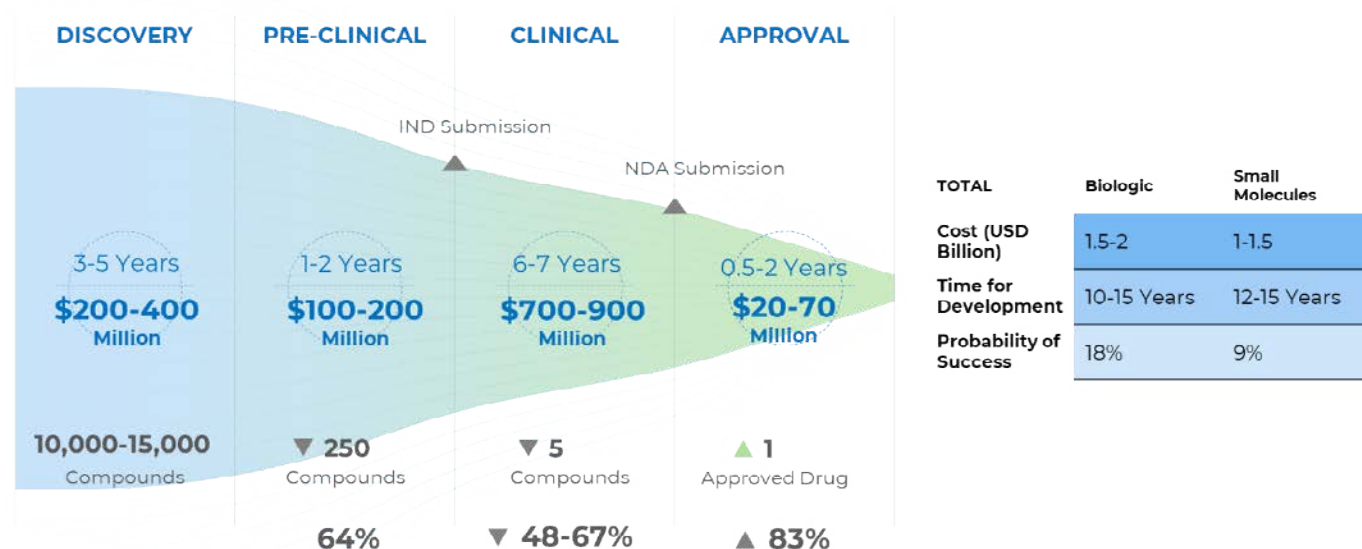 DISCOVERY
PRE-CLINICAL
CLINICAL
APPROVAL
IND Submission
NDA Submission
3-5 Years
$200-400
Million
1-2 Years
$100-200
Million
6-7 Years
$700-900
Million
0.5-2 Years
$20-70
Million
10,000-15,000
Compounds
▼ 250
Compounds
▼ 5
Compounds
▲ 1
Approved Drug
64%
▼ 48-67%
▲ 83%
TOTAL
Biologic
Small
Molecules
Cost (USD
Billion)
1.5-2
1-1.5
Time for
Development
10-15 Years
12-15 Years
Probability of
Success
18%
9%